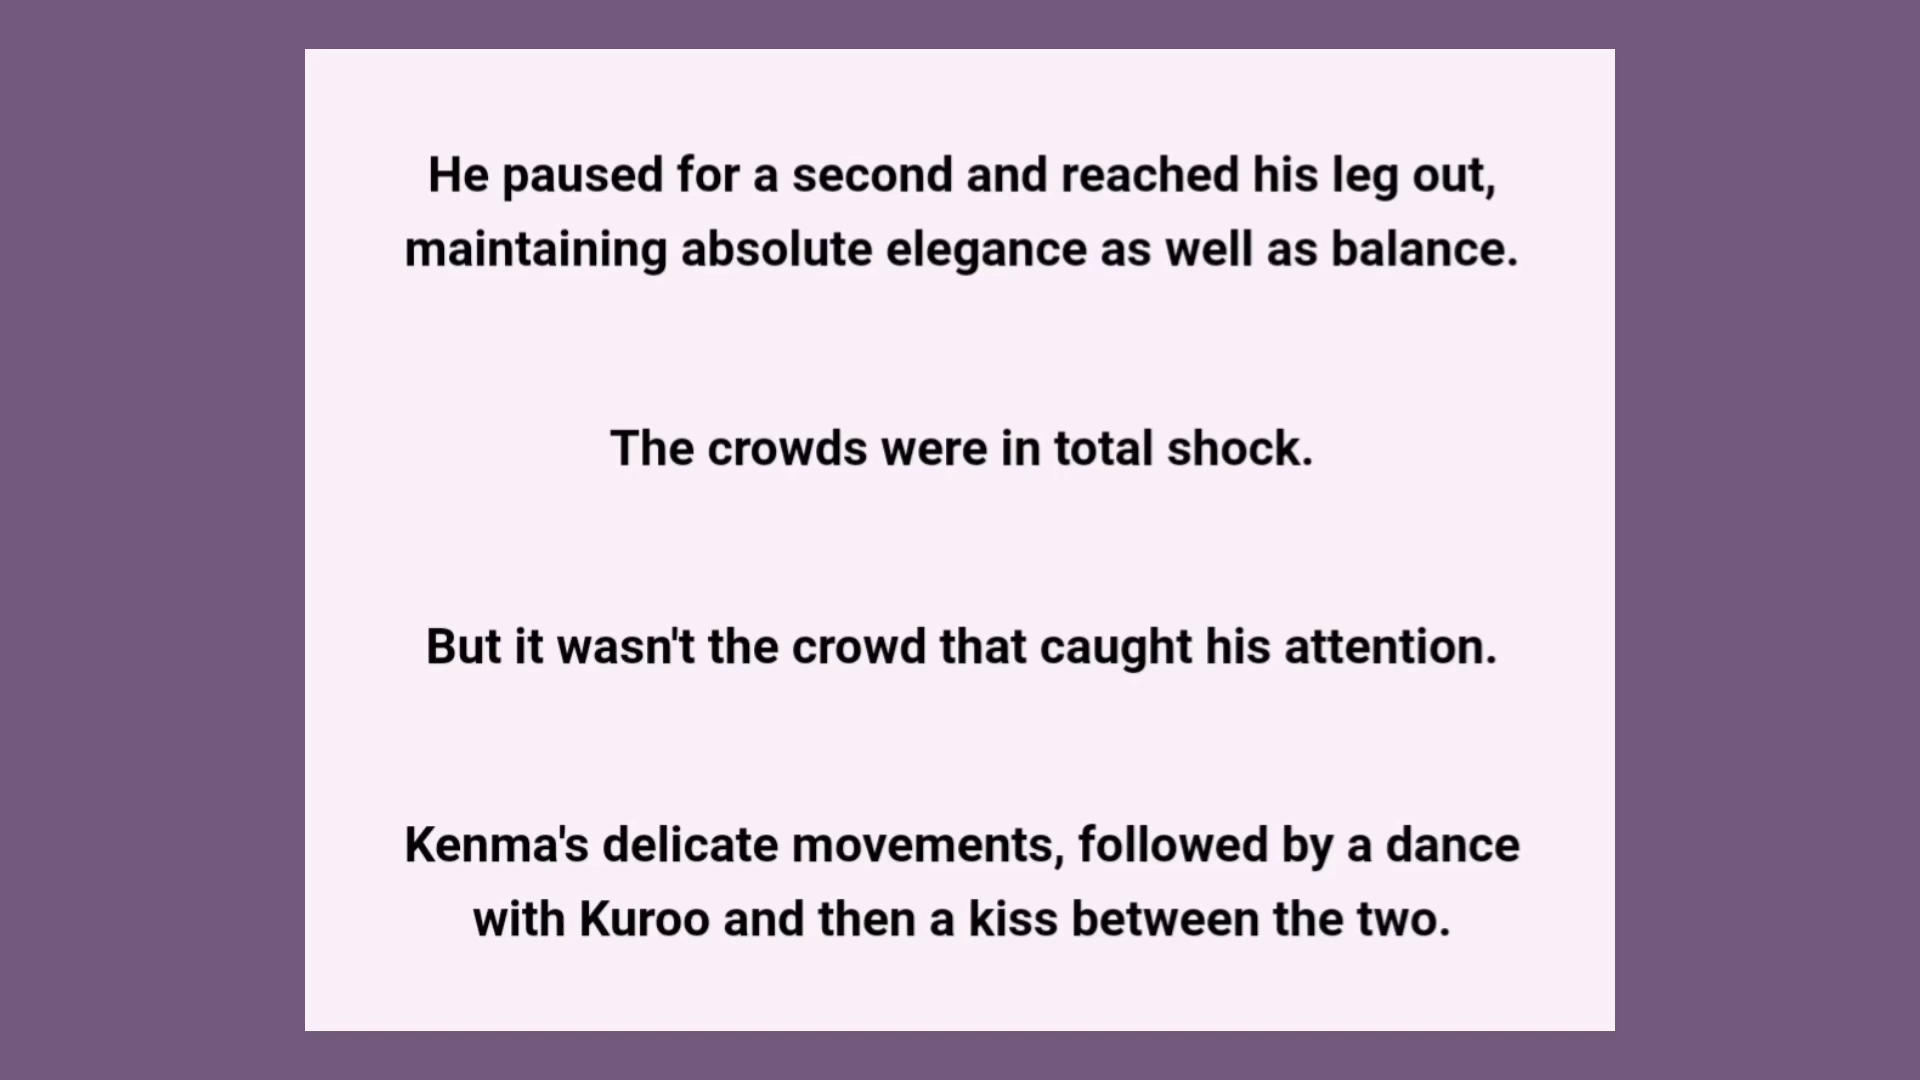 He paused for a second and reached his leg out,
maintaining absolute elegance as well as balance.
The crowds were in total shock.
But it wasn't the crowd that caught his attention.
Kenma's delicate movements, followed by a dance
with Kuroo and then a kiss between the two.